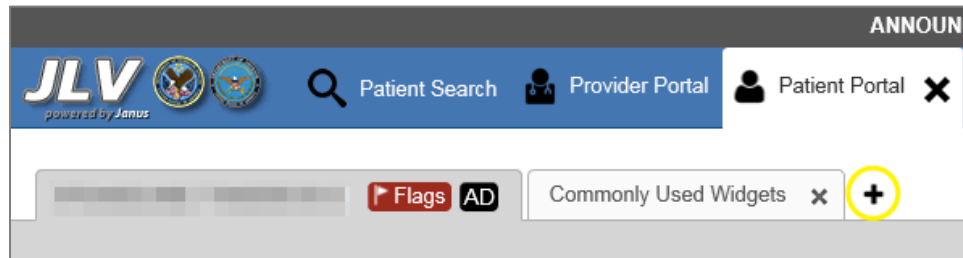 ANNOUN
JLV Patient Search Provider Portal Patient Portal
powered by Janus
Flags AD Commonly Used Widgets